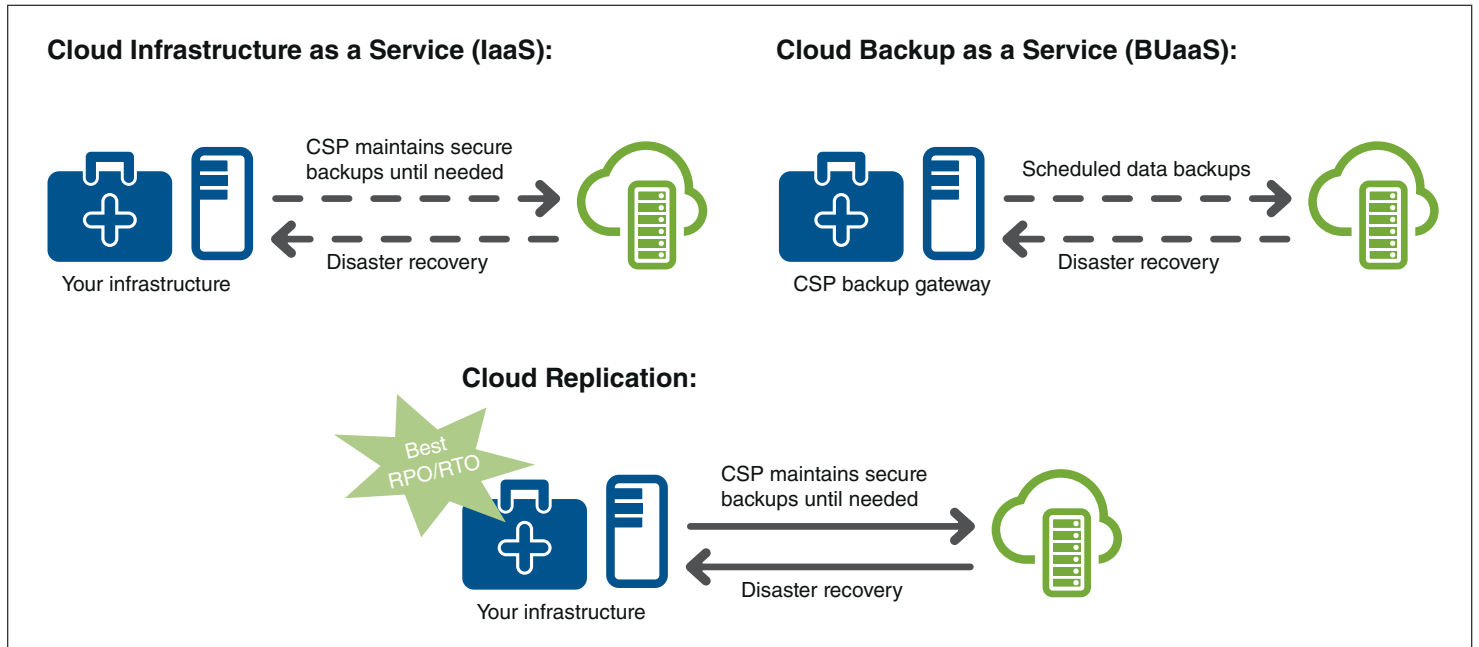 Cloud Infrastructure as a Service (IaaS):
CSP maintains secure
backups until needed
Disaster recovery
Your infrastructure
Cloud Backup as a Service (BUaaS):
Scheduled data backups
Disaster recovery
CSP backup gateway
Cloud Replication:
Best
RPO/RTO
CSP maintains secure
backups until needed
Disaster recovery
Your infrastructure